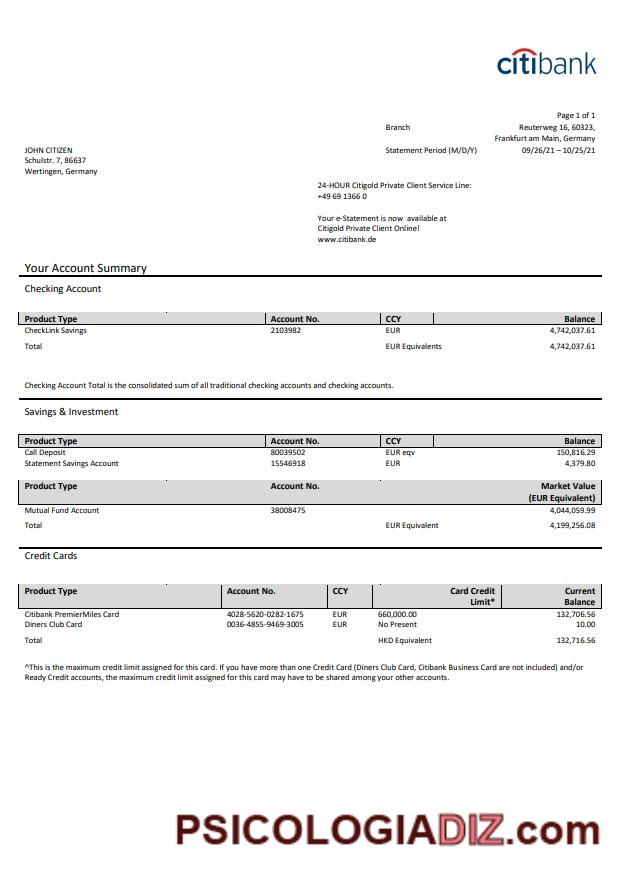 citibank
Page 1 of 1
Branch Reuterweg 16, 60323,
Frankfurt am Main, Germany
JOHN CITIZEN Statement Period (M/D/Y) 09/26/21 – 10/25/21
Schulstr. 7, 86637
Wertingen, Germany
24-HOUR Citigold Private Client Service Line:
+49 69 1366 0
Your e-Statement is now available at
Citigold Private Client Online!
www.citibank.de
Your Account Summary
Checking Account
Product Type Account No. CCY Balance
CheckLink Savings 2103982 EUR 4,742,037.61
Total EUR Equivalents 4,742,037.61
Checking Account Total is the consolidated sum of all traditional checking accounts and checking accounts.
Savings & Investment
Product Type Account No. CCY Balance
Call Deposit 80039502 EUR eqv 150,816.29
Statement Savings Account 15546918 EUR 4,379.80
Product Type Account No. Market Value
(EUR Equivalent)
Mutual Fund Account 38008475 4,044,059.99
Total EUR Equivalent 4,199,256.08
Credit Cards
Product Type Account No. CCY Card Credit Current
Limit* Balance
Citibank PremierMiles Card 4028-5620-0282-1675 EUR 660,000.00 132,706.56
Diners Club Card 0036-4855-9469-3005 EUR No Present 10.00
Total HKD Equivalent 132,716.56
^This is the maximum credit limit assigned for this card. If you have more than one Credit Card (Diners Club Card, Citibank Business Card are not included) and/or
Ready Credit accounts, the maximum credit limit assigned for this card may have to be shared among your other accounts.
PSICOLOGIADIZ.com